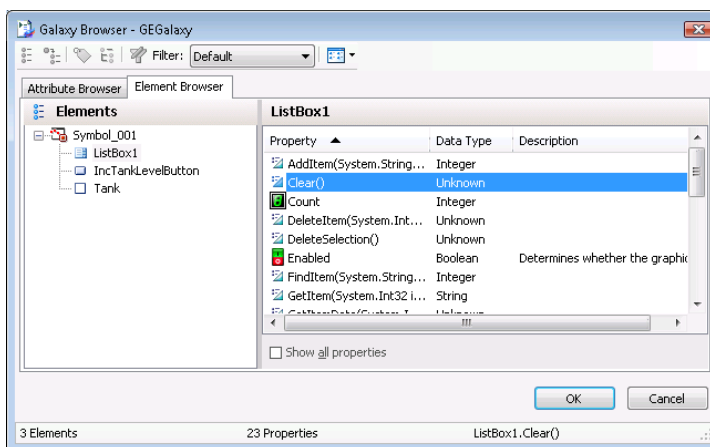 Galaxy Browser - GEGalaxy
Filter: Default
Attribute Browser Element Browser
Elements ListBox1
Symbol_001
ListBox1
IncTankLevelButton
Tank
Property Data Type Description
AddItem(System.String... Integer
Clear() Unknown
Count Integer
DeleteItem(System.Int... Unknown
DeleteSelection() Unknown
Enabled Boolean Determines whether the graphic
FindItem(System.String... Integer
GetItem(System.Int32 i... String
Show all properties
OK Cancel
3 Elements 23 Properties ListBox1.Clear()